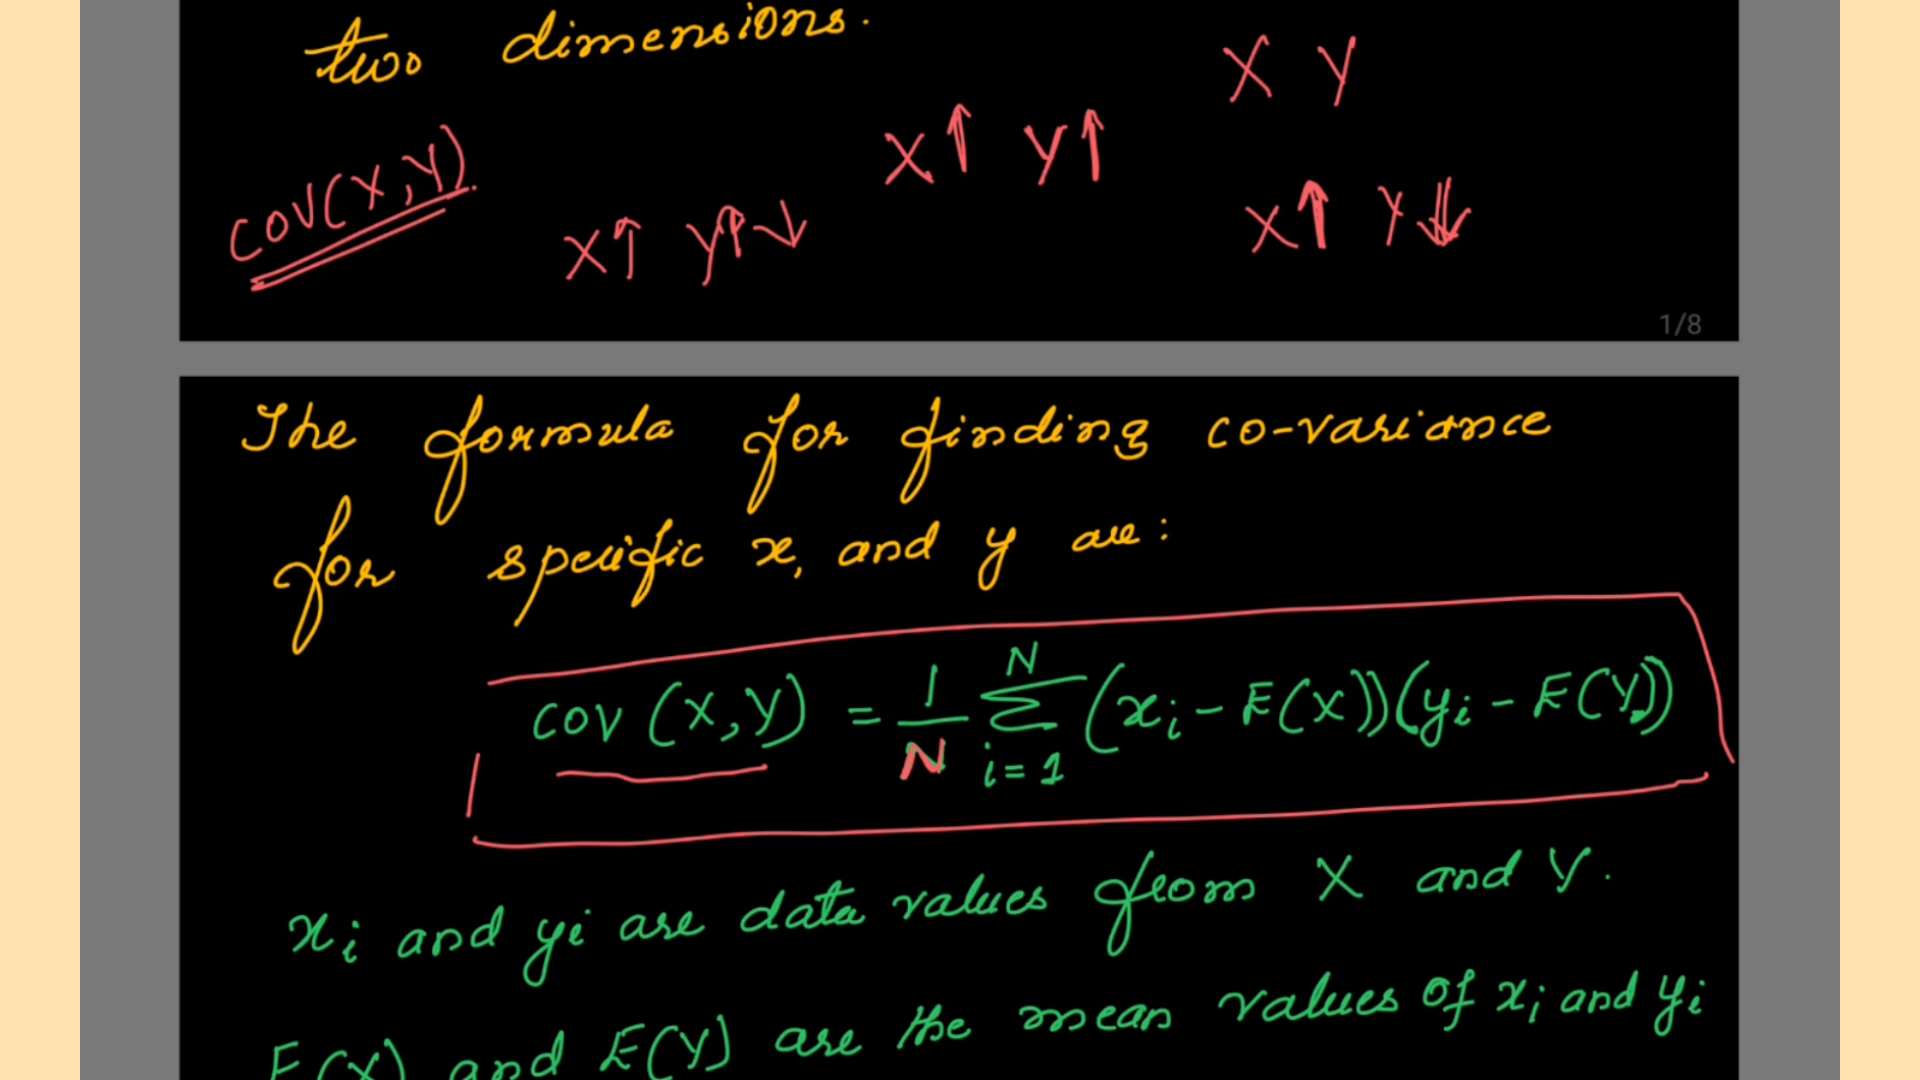 two dimensions.
X Y
X↑ Y↑
COV(X,Y).
X↑ Y↑↓
X↑ Y↓
1/8
The formula for finding co-variance
for specific x, and y are:
cov (X,Y) = 1/N N Σ i=1 (xi - E(X))(yi - E(Y))
xi and yi are data values from X and Y.
E(X) and E(Y) are the mean values of xi and yi